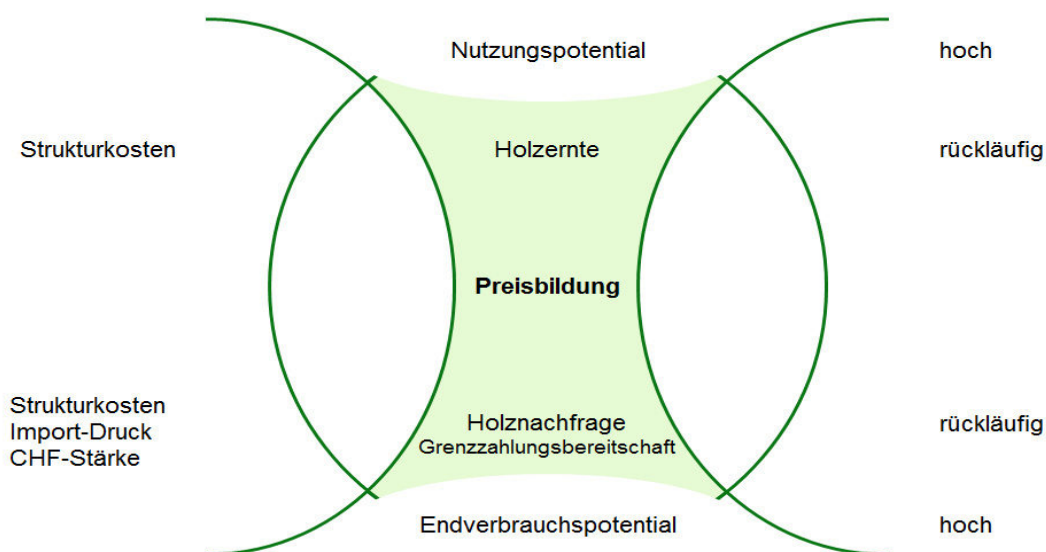 Nutzungspotential
hoch
Strukturkosten
Holzernte
rückläufig
Preisbildung
Strukturkosten
Import-Druck
CHF-Stärke
Holznachfrage
Grenzzahlungsbereitschaft
rückläufig
Endverbrauchspotential
hoch